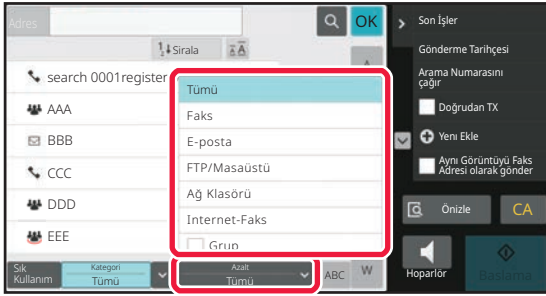 Adres
OK
Sırala
search 0001register
AAA
BBB
CCC
DDD
EEE
Tümü
Faks
E-posta
FTP/Masaüstü
Ağ Klasörü
Internet-Faks
Grup
Sık
Kullanım
Kategori
Tümü
Azalt
Tümü
ABC
W
Son İşler
Gönderme Tarihçesi
Arama Numarasını
çağır
Doğrudan TX
Yeni Ekle
Aynı Görüntüyü Faks
Adresi olarak gönder
Önizle
CA
Hoparlör
Başlatma